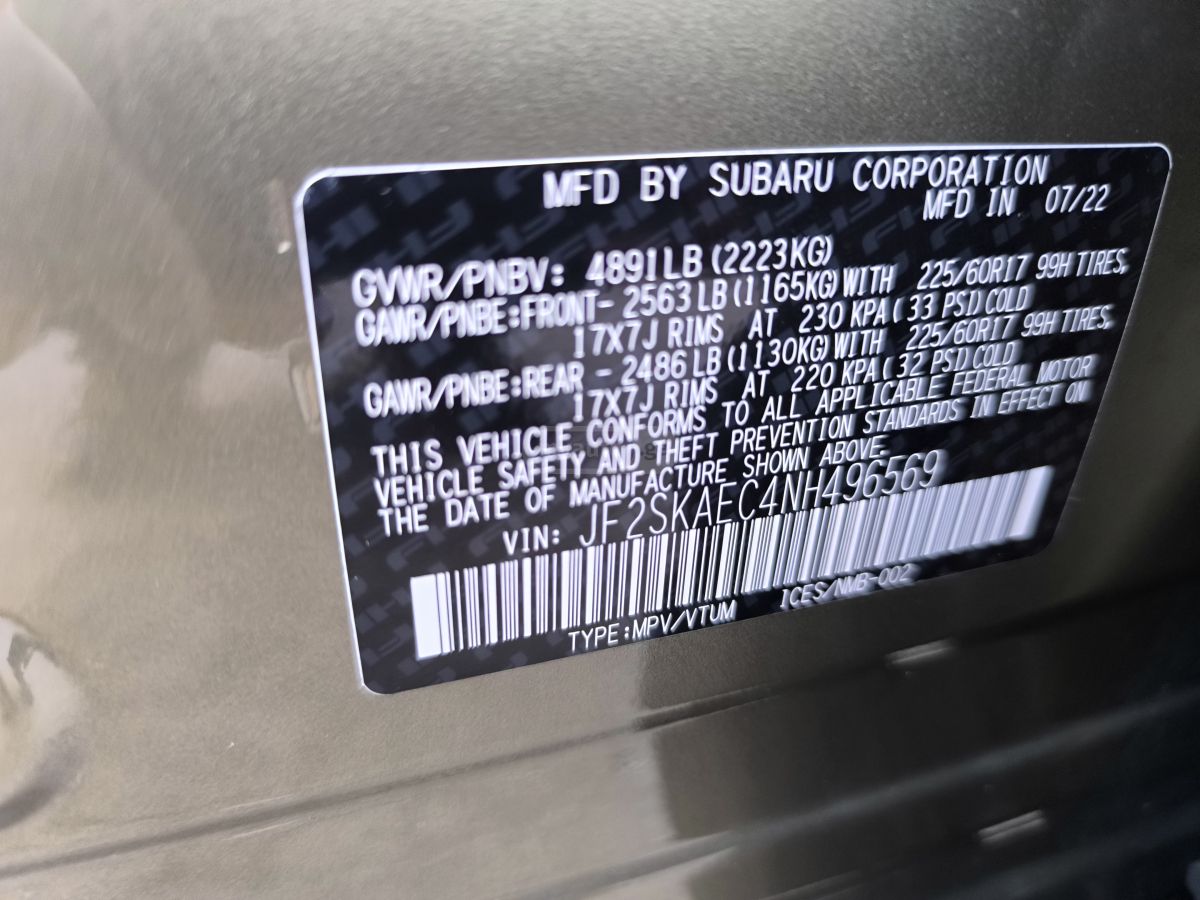 MFD BY SUBARU CORPORATION
MFD IN 07/22
GVWR/PNBV: 4891LB(2223KG)
GAWR/PNBE:FRONT- 2563LB(1165KG)WITH 225/60R17 99H TIRES,
17X7J RIMS AT 230 KPA( 33 PSI)COLD
GAWR/PNBE:REAR - 2486LB(1130KG)WITH 225/60R17 99H TIRES,
17X7J RIMS AT 220 KPA( 32 PSI)COLD
THIS VEHICLE CONFORMS TO ALL APPLICABLE FEDERAL MOTOR
VEHICLE SAFETY AND THEFT PREVENTION STANDARDS IN EFFECT ON
THE DATE OF MANUFACTURE SHOWN ABOVE.
VIN: JF2SKAEC4NH496569
TYPE:MPV/VTUM ICES/NMB-002